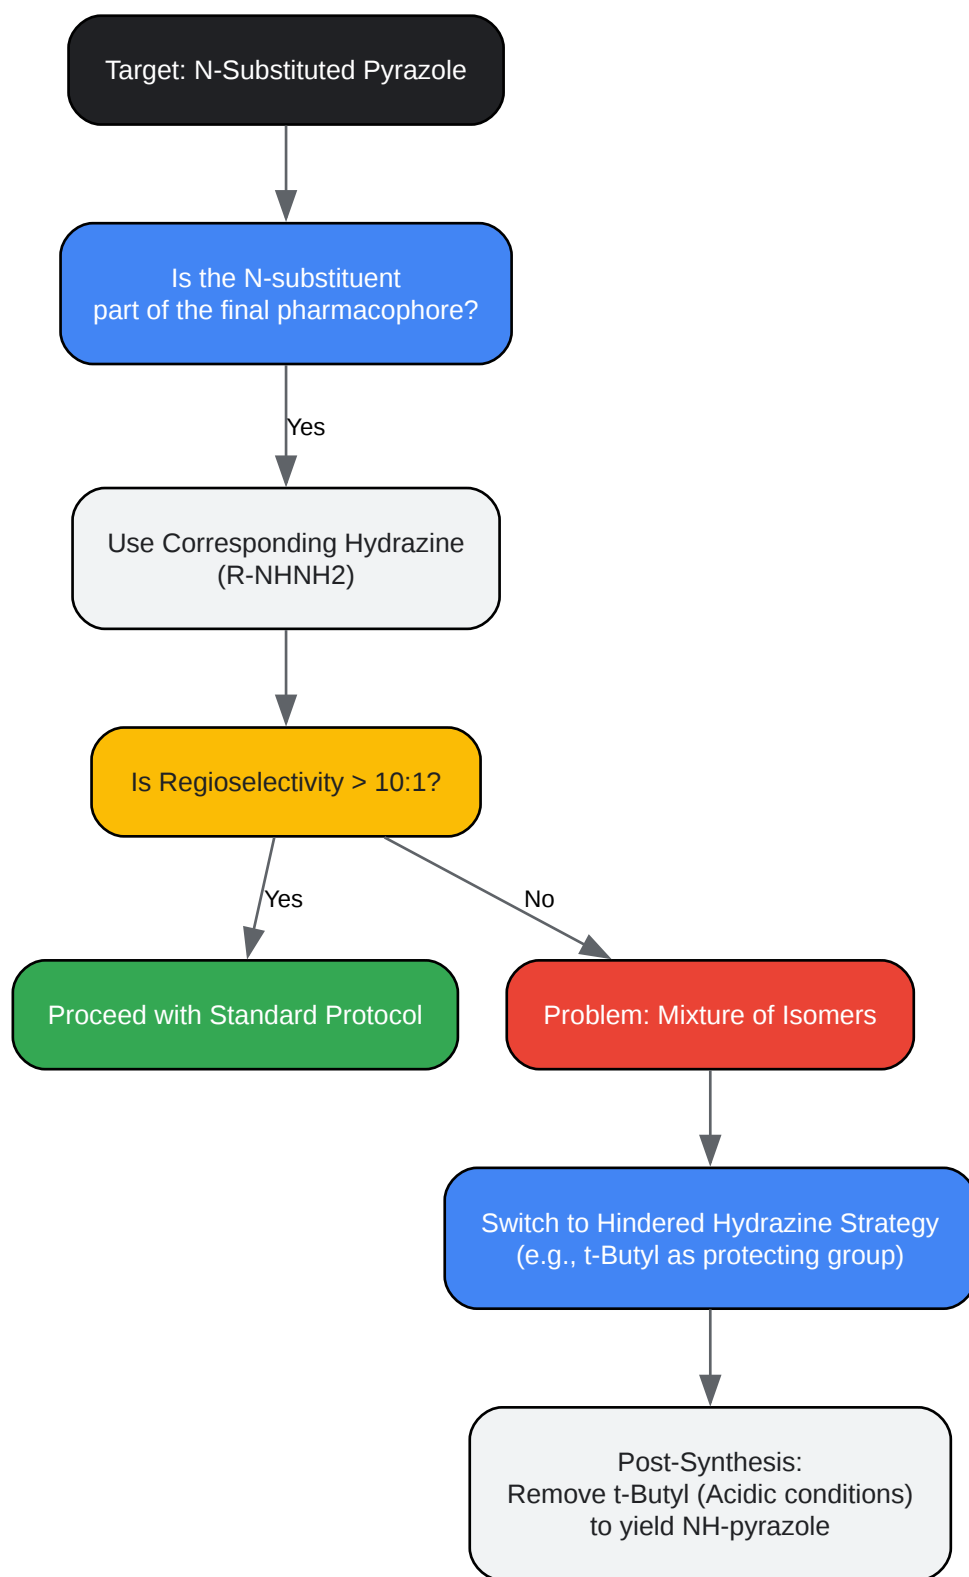 Target: N-Substituted Pyrazole
Is the N-substituent
part of the final pharmacophore?
Yes
Use Corresponding Hydrazine
(R-NHNH2)
Is Regioselectivity > 10:1?
Yes
No
Proceed with Standard Protocol
Problem: Mixture of Isomers
Switch to Hindered Hydrazine Strategy
(e.g., t-Butyl as protecting group)
Post-Synthesis:
Remove t-Butyl (Acidic conditions)
to yield NH-pyrazole